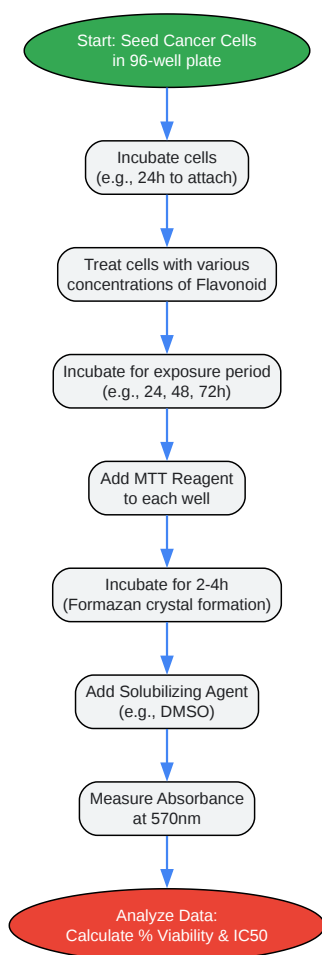 Start: Seed Cancer Cells
in 96-well plate
Incubate cells
(e.g., 24h to attach)
Treat cells with various
concentrations of Flavonoid
Incubate for exposure period
(e.g., 24, 48, 72h)
Add MTT Reagent
to each well
Incubate for 2-4h
(Formazan crystal formation)
Add Solubilizing Agent
(e.g., DMSO)
Measure Absorbance
at 570nm
Analyze Data:
Calculate % Viability & IC50